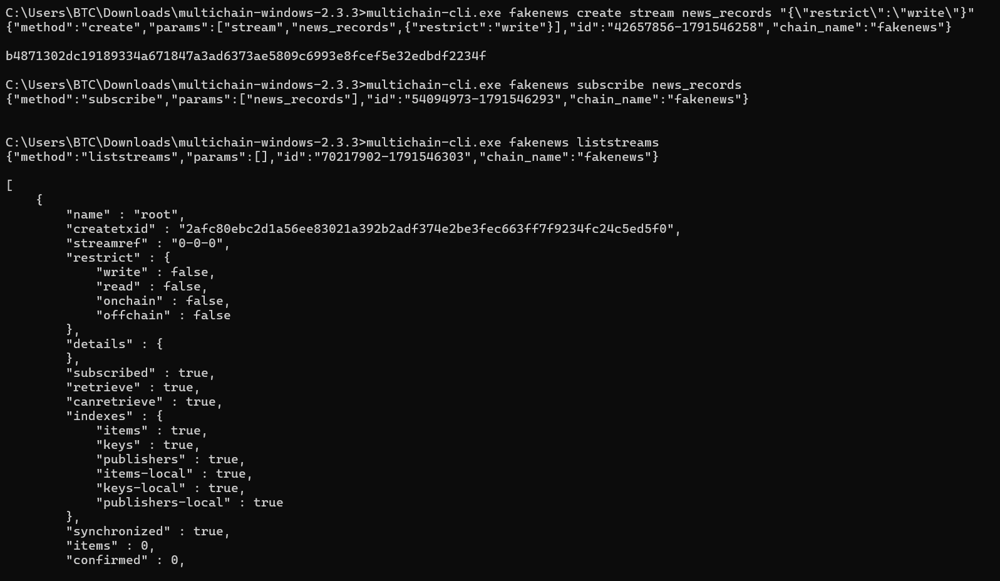 C:\Users\BTC\Downloads\multichain-windows-2.3.3>multichain-cli.exe fakenews create stream news_records "{\"restrict\":\"write\"}"
{"method":"create","params":["stream","news_records",{"restrict":"write"}],"id":"42657856-1791546258","chain_name":"fakenews"}
b4871302dc19189334a671847a3ad6373ae5809c6993e8fcef5e32edbdf2234f
C:\Users\BTC\Downloads\multichain-windows-2.3.3>multichain-cli.exe fakenews subscribe news_records
{"method":"subscribe","params":["news_records"],"id":"54094973-1791546293","chain_name":"fakenews"}
C:\Users\BTC\Downloads\multichain-windows-2.3.3>multichain-cli.exe fakenews liststreams
{"method":"liststreams","params":[],"id":"70217902-1791546303","chain_name":"fakenews"}
[
    {
        "name" : "root",
        "createtxid" : "2afc80ebc2d1a56ee83021a392b2adf374e2be3fec663ff7f9234fc24c5ed5f0",
        "streamref" : "0-0-0",
        "restrict" : {
            "write" : false,
            "read" : false,
            "onchain" : false,
            "offchain" : false
        },
        "details" : {
        },
        "subscribed" : true,
        "retrieve" : true,
        "canretrieve" : true,
        "indexes" : {
            "items" : true,
            "keys" : true,
            "publishers" : true,
            "items-local" : true,
            "keys-local" : true,
            "publishers-local" : true
        },
        "synchronized" : true,
        "items" : 0,
        "confirmed" : 0,